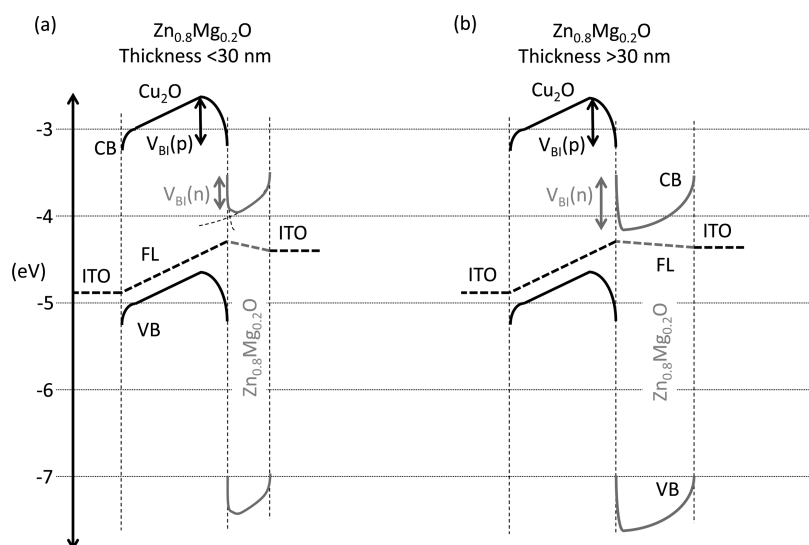 (a)
Zn0.8Mg0.2O
Thickness <30 nm
Cu2O
CB
VBI(p)
VBI(n)
ITO
FL
ITO
VB
Zn0.8Mg0.2O
(eV)
-3
-4
-5
-6
-7
(b)
Zn0.8Mg0.2O
Thickness >30 nm
Cu2O
VBI(p)
VBI(n)
CB
ITO
FL
ITO
Zn0.8Mg0.2O
VB